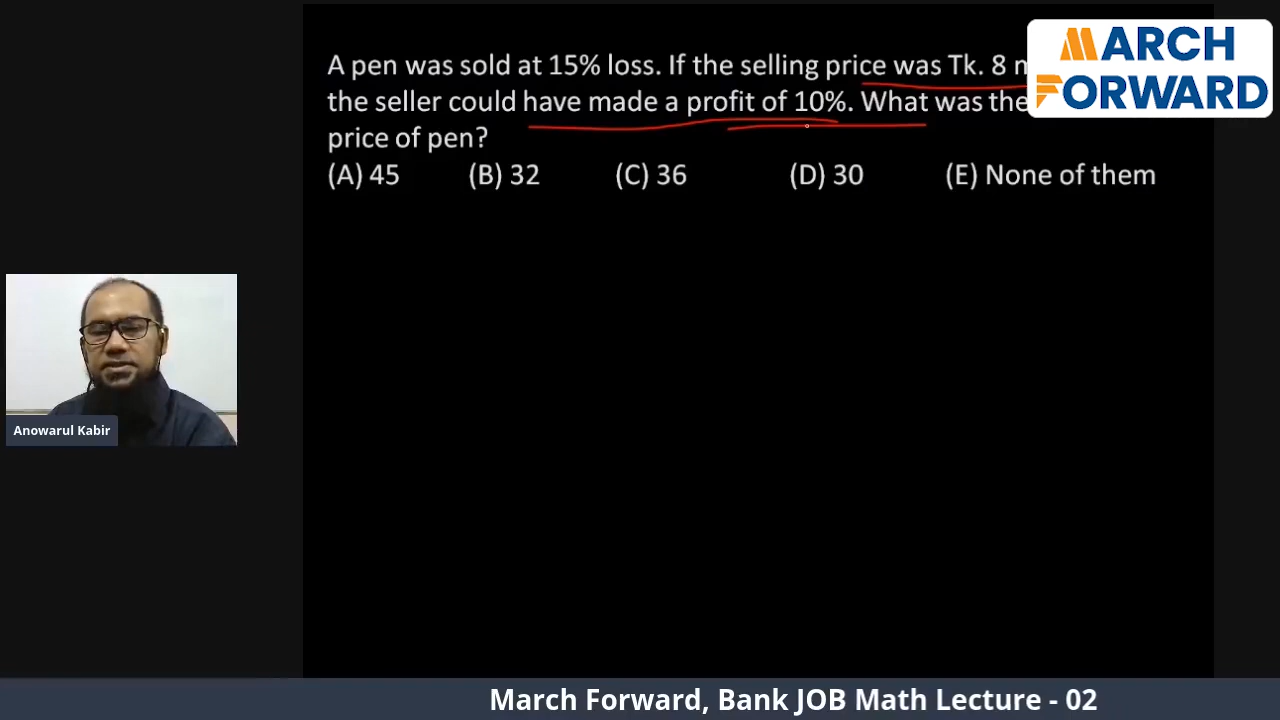 A pen was sold at 15% loss. If the selling price was Tk. 8
the seller could have made a profit of 10%. What was the
price of pen?
(A) 45 (B) 32 (C) 36 (D) 30 (E) None of them
MARCH
FORWARD
Anowarul Kabir
March Forward, Bank JOB Math Lecture - 02